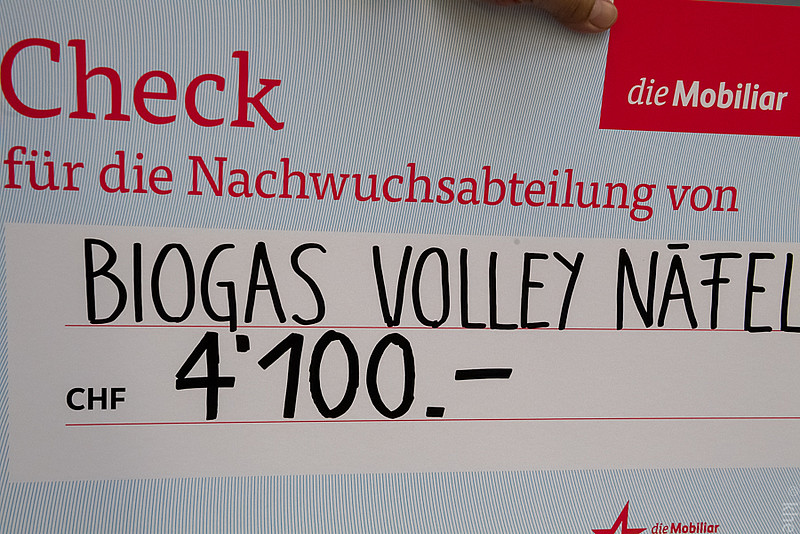 Check
die Mobiliar
für die Nachwuchsabteilung von
BIOGAS VOLLEY NÄFEL
CHF 4'100.–
die Mobiliar